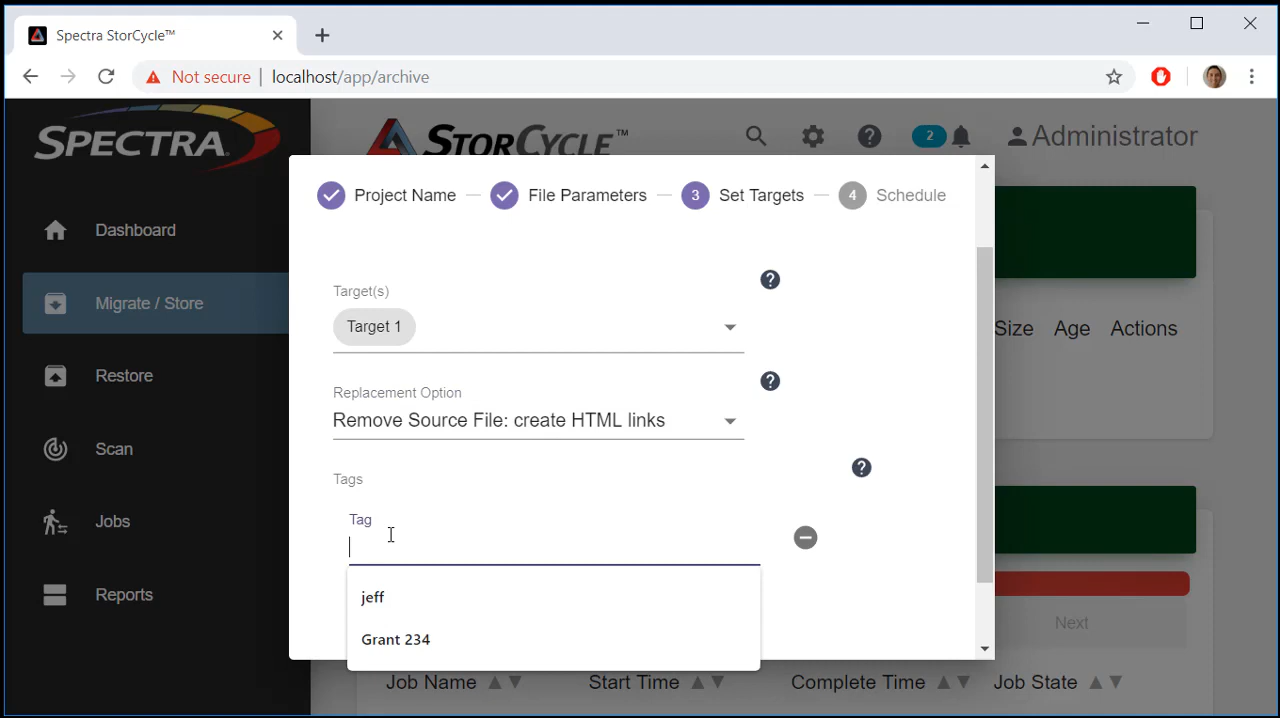 Spectra StorCycle™
Not secure | localhost/app/archive
SPECTRA
STORCYCLE™
2
Administrator
Dashboard
Migrate / Store
Restore
Scan
Jobs
Reports
Project Name
File Parameters
3 Set Targets
4 Schedule
Target(s)
Target 1
Replacement Option
Remove Source File: create HTML links
Tags
Tag
jeff
Grant 234
Size Age Actions
Next
Job Name Start Time Complete Time Job State